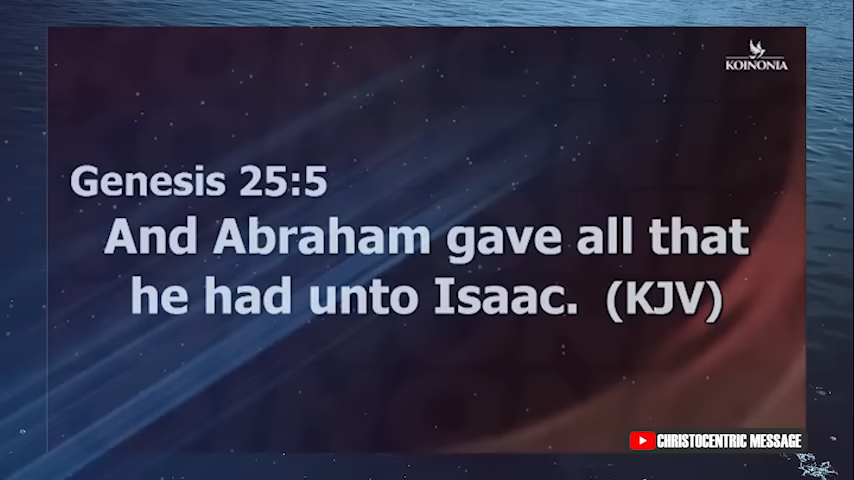 KOINONIA
Genesis 25:5
And Abraham gave all that
he had unto Isaac. (KJV)
CHRISTOCENTRIC MESSAGE